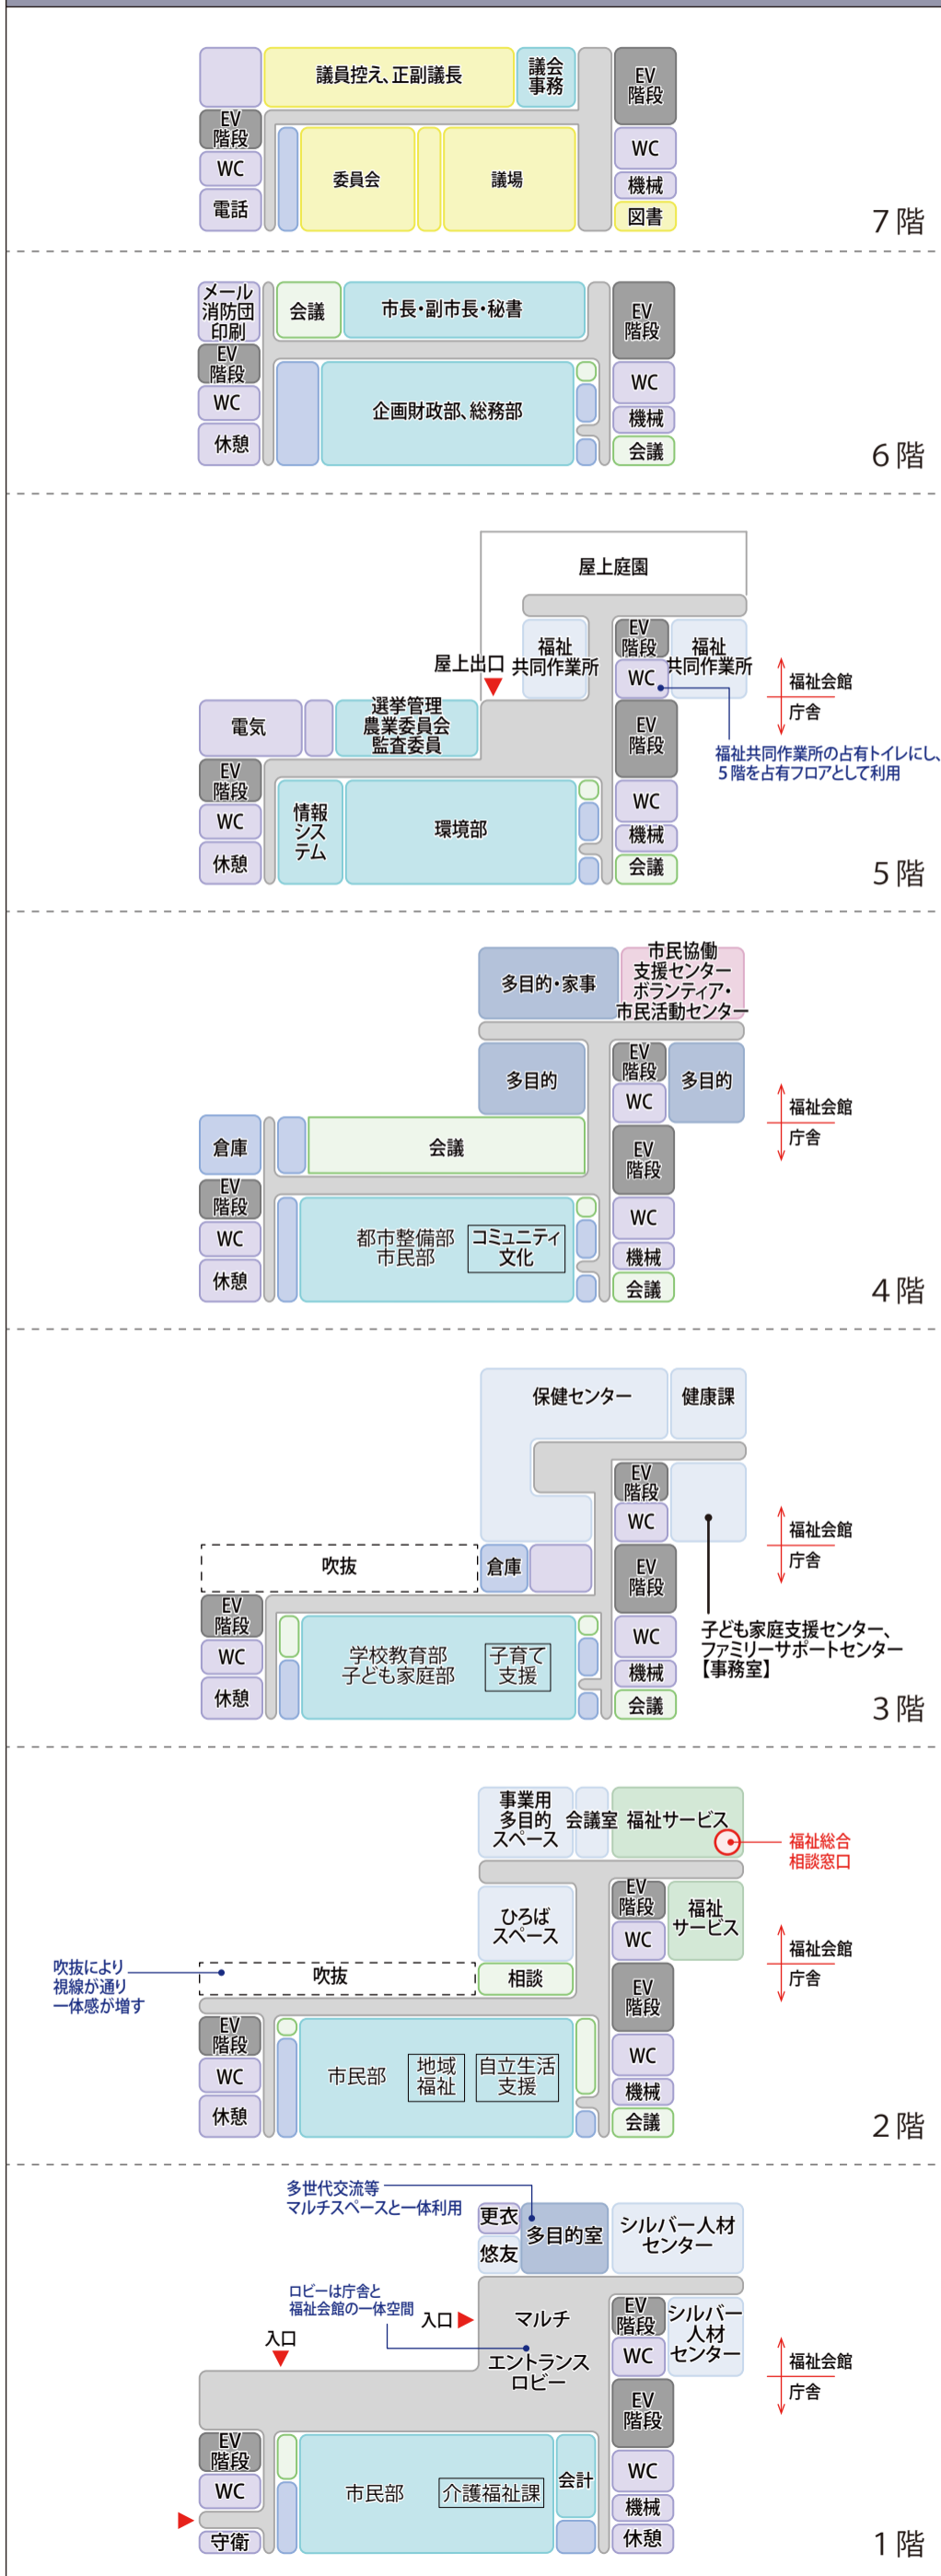 議員控え、正副議長
議会
事務
EV
階段
EV
階段
WC
電話
委員会
議場
WC
機械
図書
7階
メール
消防団
印刷
会議
市長・副市長・秘書
EV
階段
EV
階段
WC
休憩
企画財政部、総務部
WC
機械
会議
6階
屋上庭園
福祉
共同作業所
EV
階段
WC
福祉
共同作業所
屋上出口
福祉会館
庁舎
福祉共同作業所の占有トイレにし、
5階を占有フロアとして利用
電気
選挙管理
農業委員会
監査委員
EV
階段
EV
階段
WC
休憩
情報
シス
テム
環境部
WC
機械
会議
5階
多目的・家事
市民協働
支援センター
ボランティア・
市民活動センター
多目的
EV
階段
WC
多目的
福祉会館
庁舎
倉庫
会議
EV
階段
EV
階段
WC
休憩
都市整備部
市民部
コミュニティ
文化
WC
機械
会議
4階
保健センター
健康課
EV
階段
WC
福祉会館
庁舎
吹抜
倉庫
EV
階段
子ども家庭支援センター、
ファミリーサポートセンター
【事務室】
EV
階段
WC
休憩
学校教育部
子ども家庭部
子育て
支援
WC
機械
会議
3階
事業用
多目的
スペース
会議室
福祉サービス
福祉総合
相談窓口
ひろば
スペース
EV
階段
WC
福祉
サービス
福祉会館
庁舎
吹抜により
視線が通り
一体感が増す
吹抜
相談
EV
階段
EV
階段
WC
休憩
市民部
地域
福祉
自立生活
支援
WC
機械
会議
2階
多世代交流等
マルチスペースと一体利用
更衣
悠友
多目的室
シルバー人材
センター
ロビーは庁舎と
福祉会館の一体空間
入口
入口
マルチ
エントランス
ロビー
EV
階段
WC
シルバー
人材
センター
福祉会館
庁舎
EV
階段
EV
階段
WC
守衛
市民部
介護福祉課
会計
WC
機械
休憩
1階